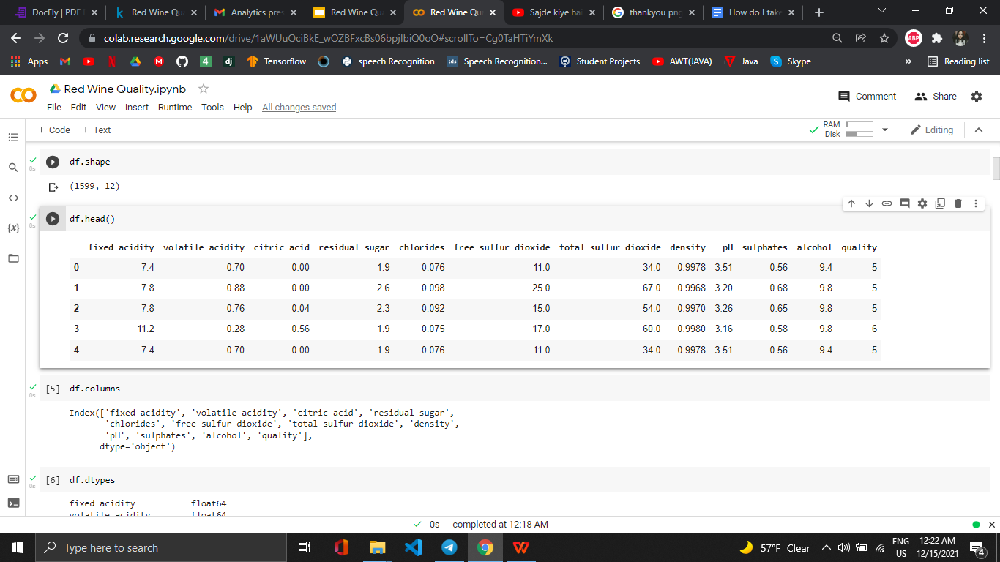 DocFly | PDF
Red Wine Qu
Analytics pres
Red Wine Qu
Red Wine Qu
Sajde kiye hai
thankyou png
How do I take
colab.research.google.com/drive/1aWUuQciBkE_wOZBFxcBs06bpjIbiQ0oO#scrollTo=Cg0TaHTiYmXk
ABP
Apps
4
dj
Tensorflow
speech Recognition
tds
Speech Recognition...
Student Projects
AWT(JAVA)
Java
Skype
»
Reading list
Red Wine Quality.ipynb
Comment
Share
File Edit View Insert Runtime Tools Help All changes saved
+ Code + Text
RAM
Disk
Editing
0s
df.shape
(1599, 12)
0s
df.head()
fixed acidity volatile acidity citric acid residual sugar chlorides free sulfur dioxide total sulfur dioxide density pH sulphates alcohol quality
0 7.4 0.70 0.00 1.9 0.076 11.0 34.0 0.9978 3.51 0.56 9.4 5
1 7.8 0.88 0.00 2.6 0.098 25.0 67.0 0.9968 3.20 0.68 9.8 5
2 7.8 0.76 0.04 2.3 0.092 15.0 54.0 0.9970 3.26 0.65 9.8 5
3 11.2 0.28 0.56 1.9 0.075 17.0 60.0 0.9980 3.16 0.58 9.8 6
4 7.4 0.70 0.00 1.9 0.076 11.0 34.0 0.9978 3.51 0.56 9.4 5
0s
[5] df.columns
Index(['fixed acidity', 'volatile acidity', 'citric acid', 'residual sugar',
'chlorides', 'free sulfur dioxide', 'total sulfur dioxide', 'density',
'pH', 'sulphates', 'alcohol', 'quality'],
dtype='object')
0s
[6] df.dtypes
fixed acidity float64
volatile acidity float64
0s completed at 12:18 AM
Type here to search
57°F Clear
ENG
US
12:22 AM
12/15/2021
4